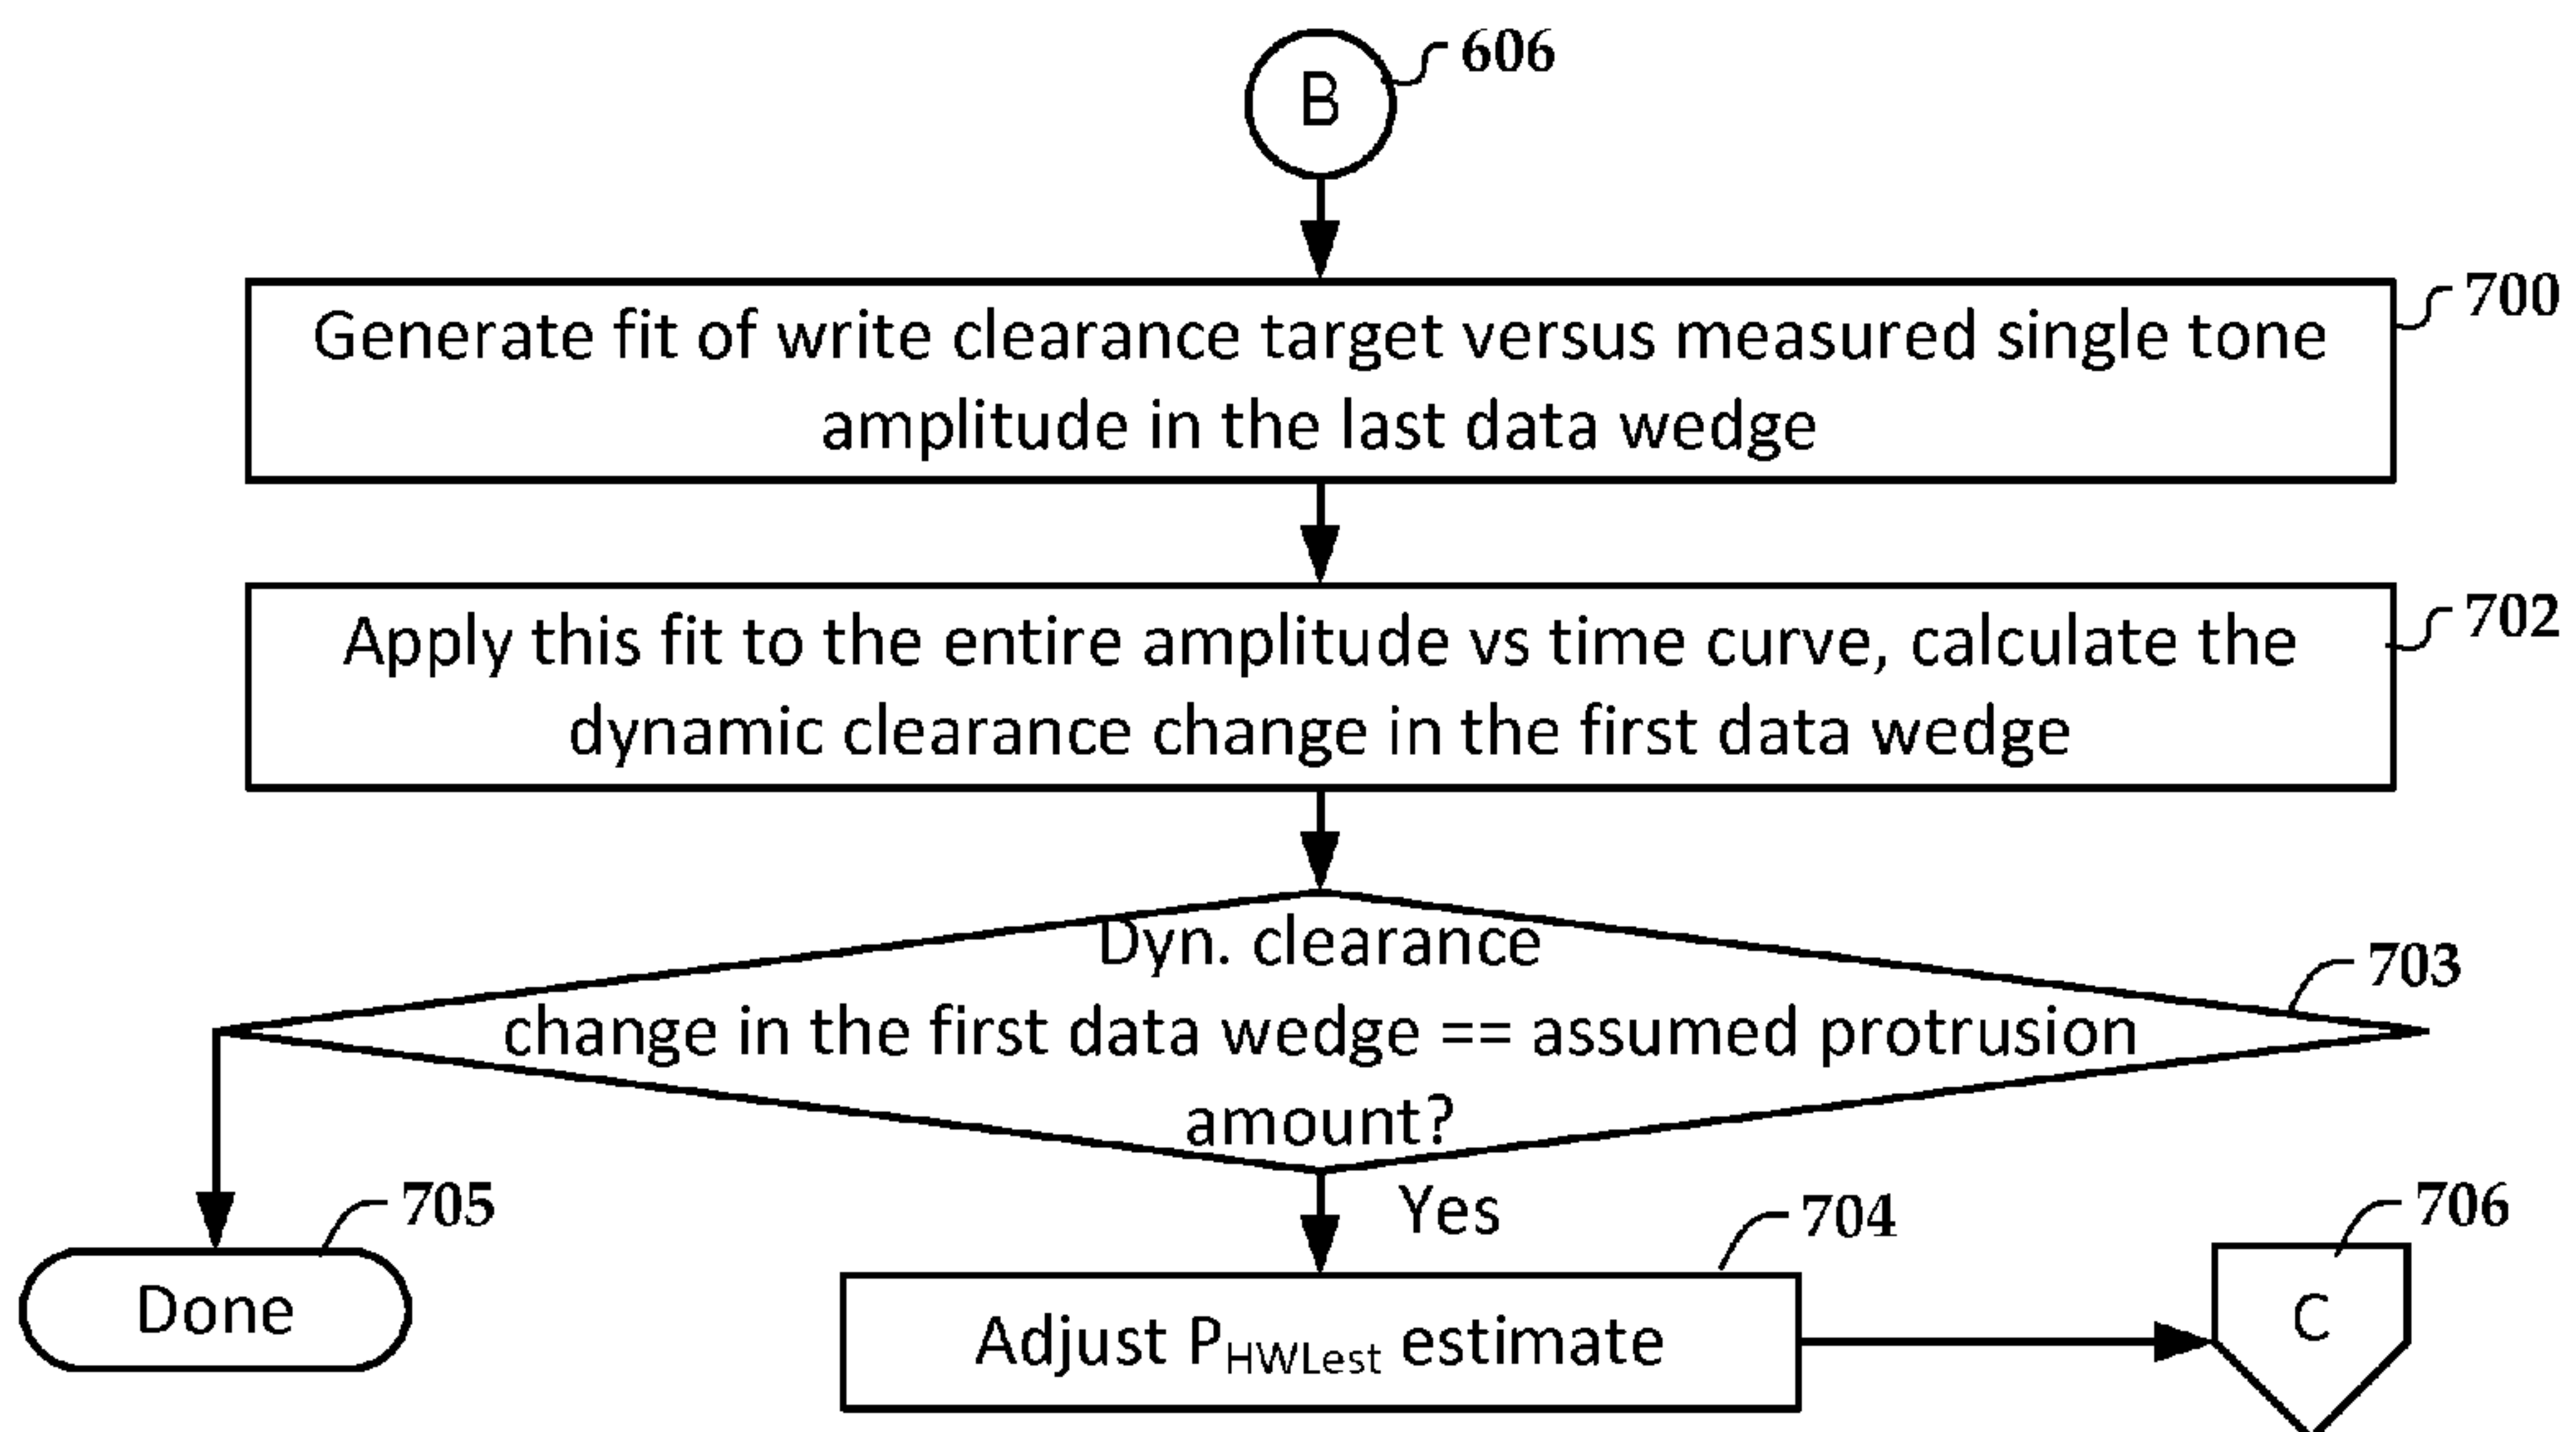 B
606
Generate fit of write clearance target versus measured single tone
amplitude in the last data wedge
700
Apply this fit to the entire amplitude vs time curve, calculate the
dynamic clearance change in the first data wedge
702
Dyn. clearance
change in the first data wedge == assumed protrusion
amount?
703
Yes
705
Done
704
Adjust P_HWLest estimate
706
C